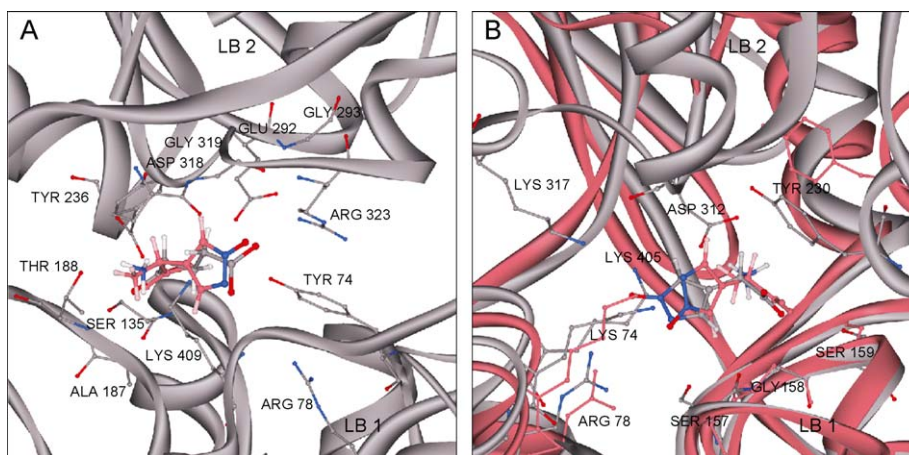 A
LB 2
GLY 293
GLU 292
GLY 319
ASP 318
TYR 236
ARG 323
THR 188
TYR 74
SER 135
LYS 409
ALA 187
ARG 78
LB 1
B
LB 2
LYS 317
TYR 230
ASP 312
LYS 405
LYS 74
SER 159
GLY158
ARG 78
SER 157
LB 1